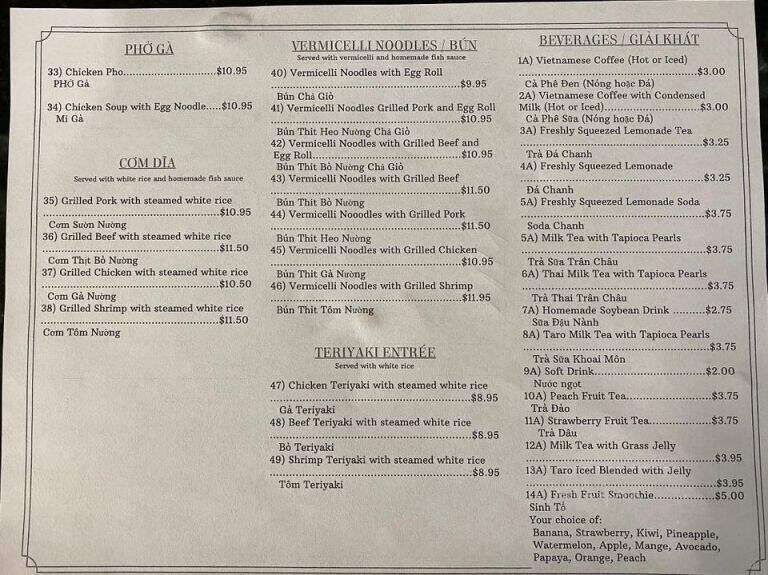 PHỞ GÀ
33) Chicken Pho..............................$10.95
PHỞ Gà
34) Chicken Soup with Egg Noodle.....$10.95
Mì Gà
CƠM DĨA
Served with white rice and homemade fish sauce
35) Grilled Pork with steamed white rice
..........................................................$10.95
Cơm Sườn Nường
36) Grilled Beef with steamed white rice
..........................................................$11.50
Cơm Thịt Bò Nường
37) Grilled Chicken with steamed white rice
..........................................................$10.50
Cơm Gà Nường
38) Grilled Shrimp with steamed white rice
..........................................................$11.50
Cơm Tôm Nường
VERMICELLI NOODLES / BÚN
Served with vermicelli and homemade fish sauce
40) Vermicelli Noodles with Egg Roll
..............................................................$9.95
Bún Chả Giò
41) Vermicelli Noodles Grilled Pork and Egg Roll
..............................................................$10.95
Bún Thit Heo Nường Chả Giò
42) Vermicelli Noodles with Grilled Beef and
Egg Roll.................................................$10.95
Bún Thit Bò Nường Chả Giò
43) Vermicelli Noodles with Grilled Beef
..............................................................$11.50
Bún Thit Bò Nường
44) Vermicelli Nooodles with Grilled Pork
..............................................................$11.50
Bún Thit Heo Nường
45) Vermicelli Noodles with Grilled Chicken
..............................................................$10.95
Bún Thit Gà Nường
46) Vermicelli Noodles with Grilled Shrimp
..............................................................$11.95
Bún Thit Tôm Nường
TERIYAKI ENTRÉE
Served with white rice
47) Chicken Teriyaki with steamed white rice
..................................................................$8.95
Gà Teriyaki
48) Beef Teriyaki with steamed white rice
..................................................................$8.95
Bò Teriyaki
49) Shrimp Teriyaki with steamed white rice
..................................................................$8.95
Tôm Teriyaki
BEVERAGES / GIẢI KHÁT
1A) Vietnamese Coffee (Hot or Iced)
..........................................................$3.00
Cà Phê Đen (Nóng hoặc Đá)
2A) Vietnamese Coffee with Condensed
Milk (Hot or Iced)...............................$3.00
Cà Phê Sữa (Nóng hoặc Đá)
3A) Freshly Squeezed Lemonade Tea
..........................................................$3.25
Trà Đá Chanh
4A) Freshly Squeezed Lemonade
..........................................................$3.25
Đá Chanh
5A) Freshly Squeezed Lemonade Soda
..........................................................$3.75
Soda Chanh
5A) Milk Tea with Tapioca Pearls
..........................................................$3.75
Trà Sữa Trân Châu
6A) Thai Milk Tea with Tapioca Pearls
..........................................................$3.75
Trà Thai Trân Châu
7A) Homemade Soybean Drink ..........$2.75
Sữa Đậu Nành
8A) Taro Milk Tea with Tapioca Pearls
..........................................................$3.75
Trà Sữa Khoai Môn
9A) Soft Drink.....................................$2.00
Nước ngọt
10A) Peach Fruit Tea............................$3.75
Trà Đào
11A) Strawberry Fruit Tea....................$3.75
Trà Dâu
12A) Milk Tea with Grass Jelly
..........................................................$3.95
13A) Taro Iced Blended with Jelly
..........................................................$3.95
14A) Fresh Fruit Smoothie...................$5.00
Sinh Tố
Your choice of:
Banana, Strawberry, Kiwi, Pineapple,
Watermelon, Apple, Mange, Avocado,
Papaya, Orange, Peach